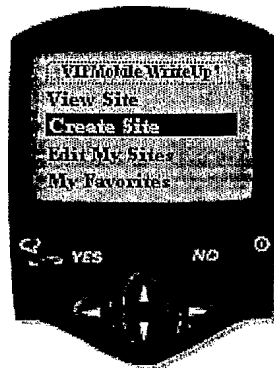 View Site
Create Site
Edit My Sites
My Favorites
YES NO